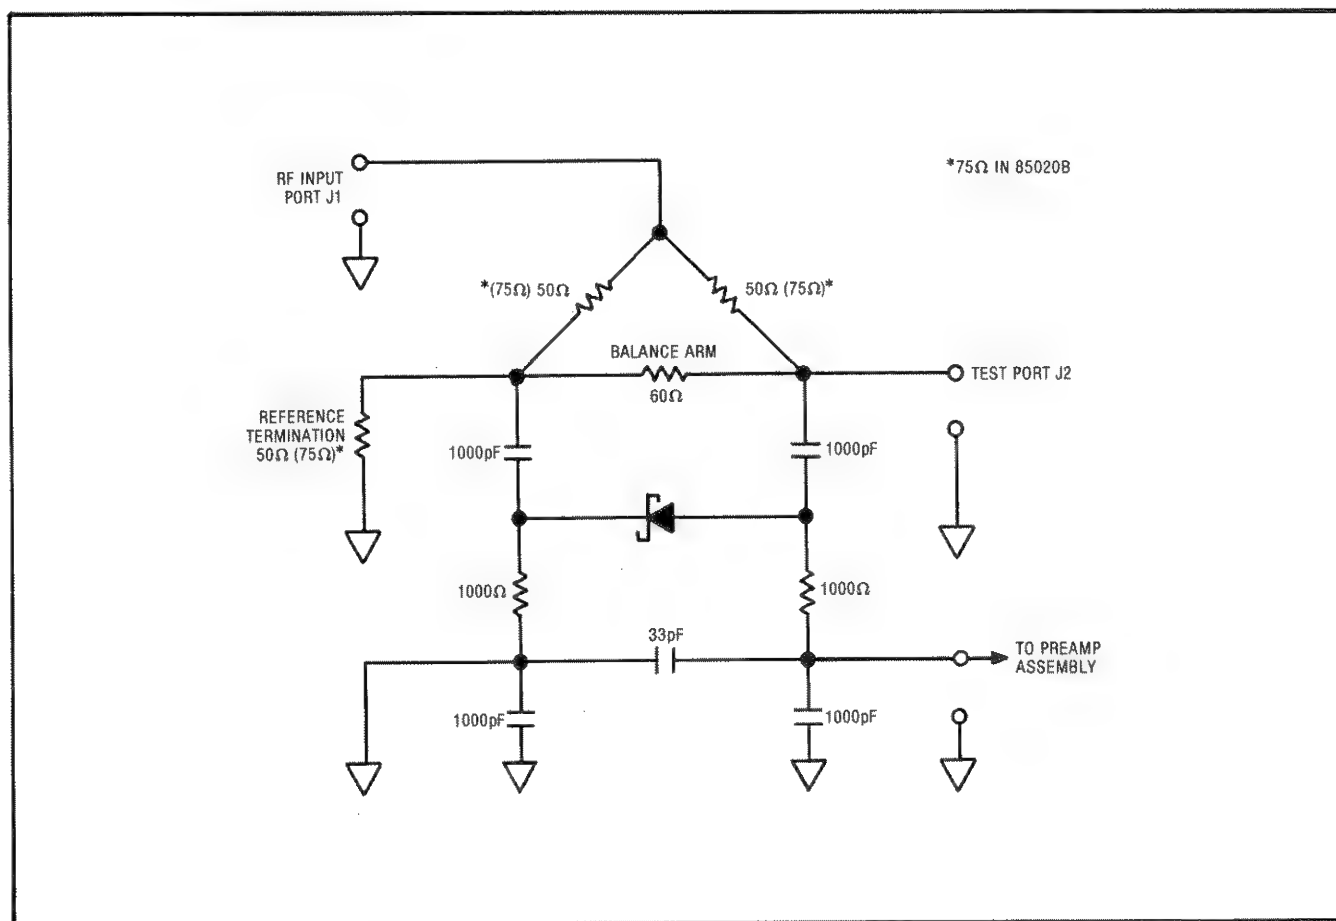 RF INPUT
PORT J1
*75Ω IN 85020B
*(75Ω) 50Ω
50Ω (75Ω)*
BALANCE ARM
60Ω
TEST PORT J2
REFERENCE
TERMINATION
50Ω (75Ω)*
1000pF
1000pF
1000Ω
1000Ω
33pF
TO PREAMP
ASSEMBLY
1000pF
1000pF